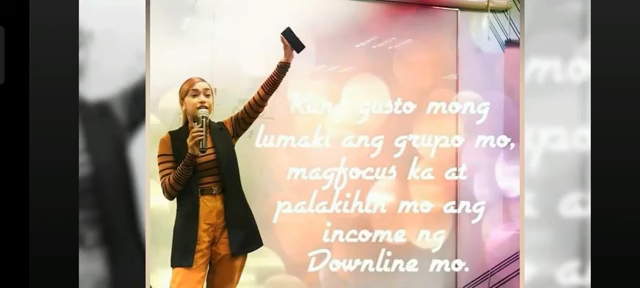 Kung gusto mong
lumaki ang grupo mo,
magfocus ka at
palakihin mo ang
income ng
Downline mo.